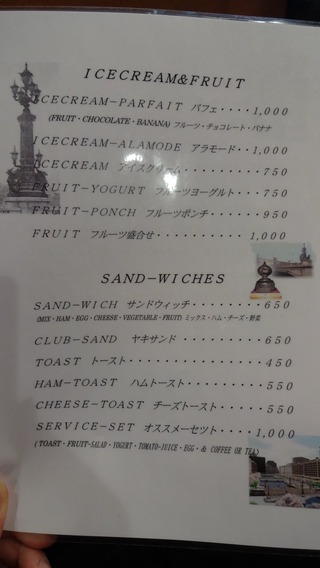 ICECREAM&FRUIT
ICECREAM-PARFAIT パフェ・・・・1,000
(FRUIT・CHOCOLATE・BANANA) フルーツ・チョコレート・バナナ
ICECREAM-ALAMODE アラモード・・1,000
ICECREAM アイスクリーム・・・・・・・・・750
FRUIT-YOGURT フルーツヨーグルト・・・・750
FRUIT-PONCH フルーツポンチ・・・・・・950
FRUIT フルーツ盛合せ・・・・・・・・・1,000
SAND-WICHES
SAND-WICH サンドウィッチ・・・・・・・・650
(MIX・HAM・EGG・CHEESE・VEGETABLE・FRUIT) ミックス・ハム・チーズ・野菜
CLUB-SAND ヤキサンド ・・・・・・・・・650
TOAST トースト・・・・・・・・・・・・・・・450
HAM-TOAST ハムトースト・・・・・・・・・550
CHEESE-TOAST チーズトースト・・・・・550
SERVICE-SET オススメーセット・・・・1,000
(TOAST・FRUIT-SALAD・YOGURT・TOMATO-JUICE・EGG・& COFFEE OR TEA)